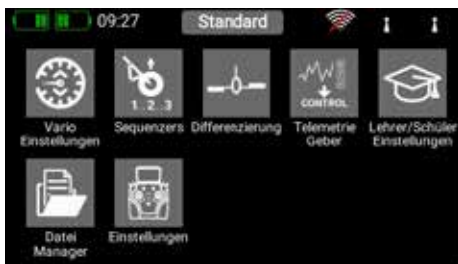 09:27 Standard
1..2..3
CONTROL
Vario Sequenzers Differenzierung Telemetrie Lehrer/Schüler
Einstellungen Geber Einstellungen
Datei Einstellungen
Manager